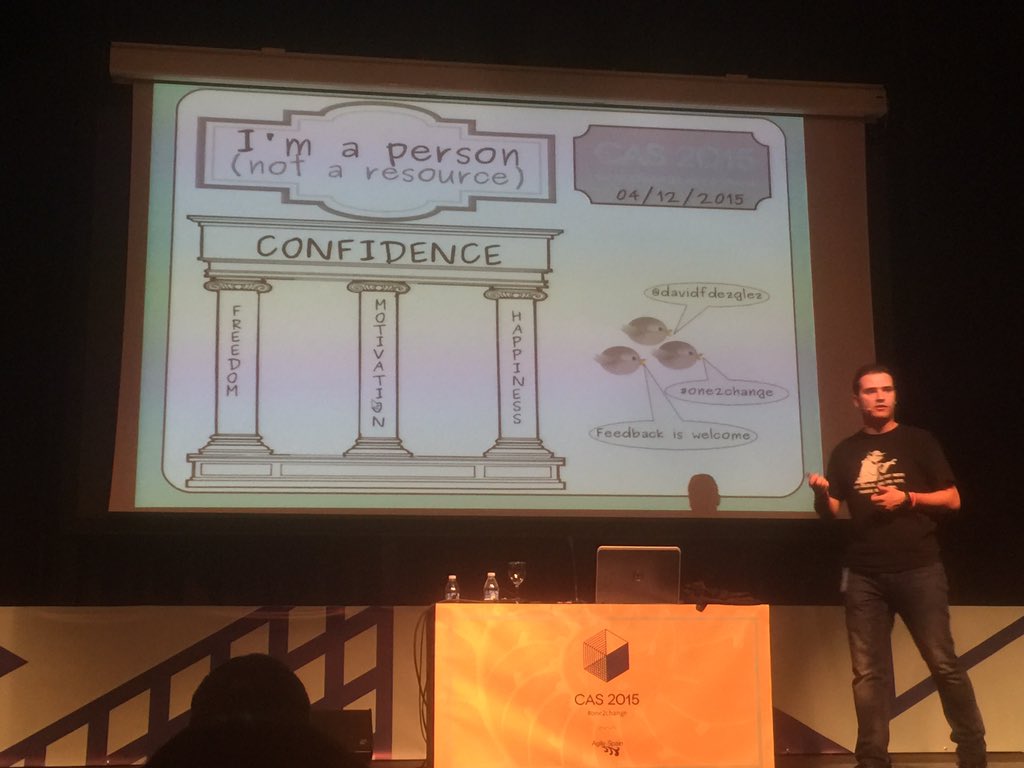 I'm a person
(not a resource)
CAS 2015
04/12/2015
CONFIDENCE
FREEDOM
MOTIVATION
HAPPINESS
@davidfdezglez
#one2change
Feedback is welcome
CAS 2015
#one2change
Agile Spain